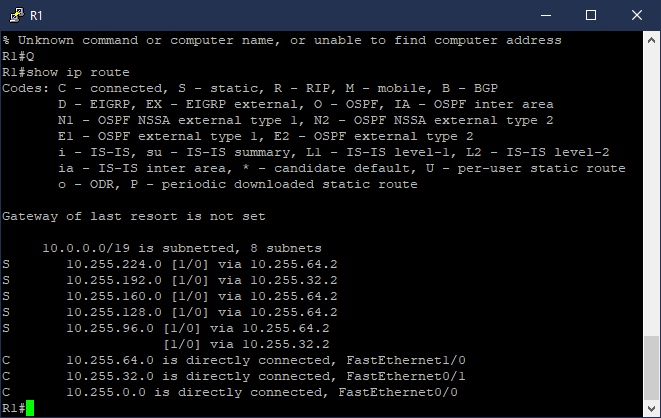 R1
% Unknown command or computer name, or unable to find computer address
R1#Q
R1#show ip route
Codes: C - connected, S - static, R - RIP, M - mobile, B - BGP
D - EIGRP, EX - EIGRP external, O - OSPF, IA - OSPF inter area
N1 - OSPF NSSA external type 1, N2 - OSPF NSSA external type 2
E1 - OSPF external type 1, E2 - OSPF external type 2
i - IS-IS, su - IS-IS summary, L1 - IS-IS level-1, L2 - IS-IS level-2
ia - IS-IS inter area, * - candidate default, U - per-user static route
o - ODR, P - periodic downloaded static route
Gateway of last resort is not set
10.0.0.0/19 is subnetted, 8 subnets
S 10.255.224.0 [1/0] via 10.255.64.2
S 10.255.192.0 [1/0] via 10.255.32.2
S 10.255.160.0 [1/0] via 10.255.64.2
S 10.255.128.0 [1/0] via 10.255.64.2
S 10.255.96.0 [1/0] via 10.255.64.2
[1/0] via 10.255.32.2
C 10.255.64.0 is directly connected, FastEthernet1/0
C 10.255.32.0 is directly connected, FastEthernet0/1
C 10.255.0.0 is directly connected, FastEthernet0/0
R1#